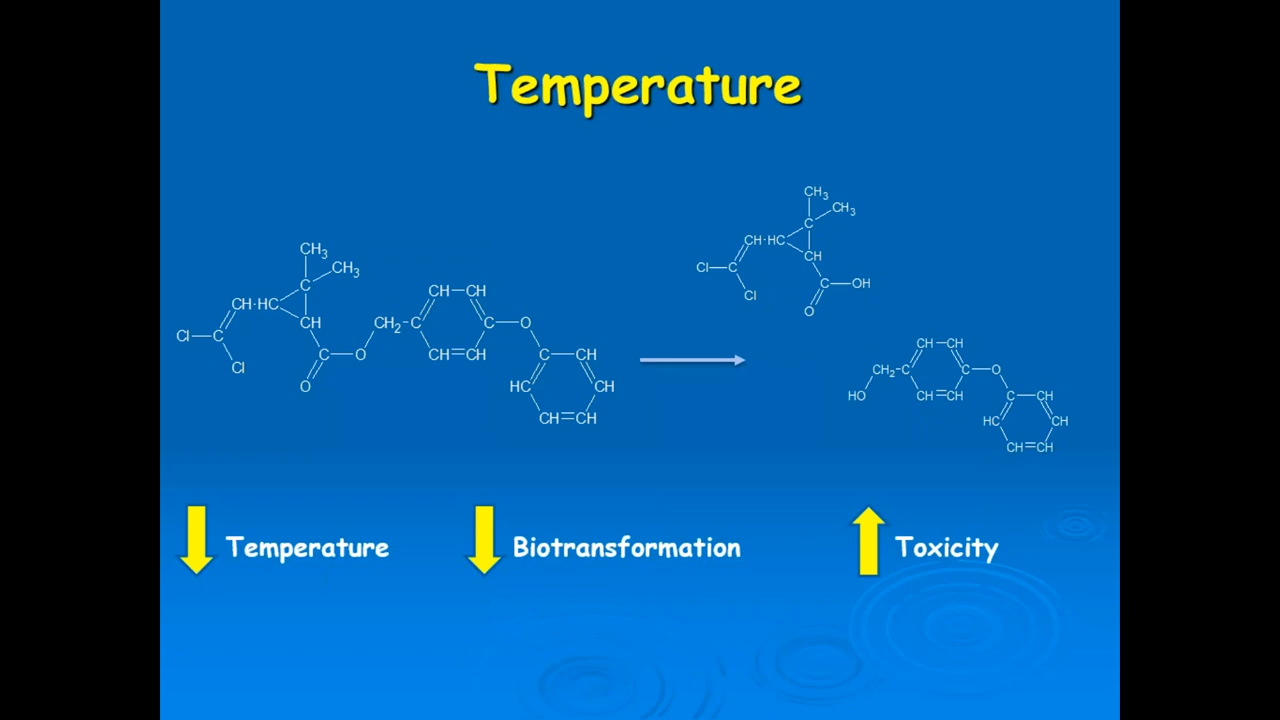 Temperature
CH3
CH3
C
CH·HC
CH
Cl—C
Cl
C—O
O
CH2-C
CH—CH
C—O
CH=CH
C—CH
HC
CH
CH=CH
CH3
CH3
C
CH·HC
CH
Cl—C
Cl
C—OH
O
CH—CH
CH2-C
C—O
HO
CH=CH
C—CH
HC
CH
CH=CH
Temperature
Biotransformation
Toxicity